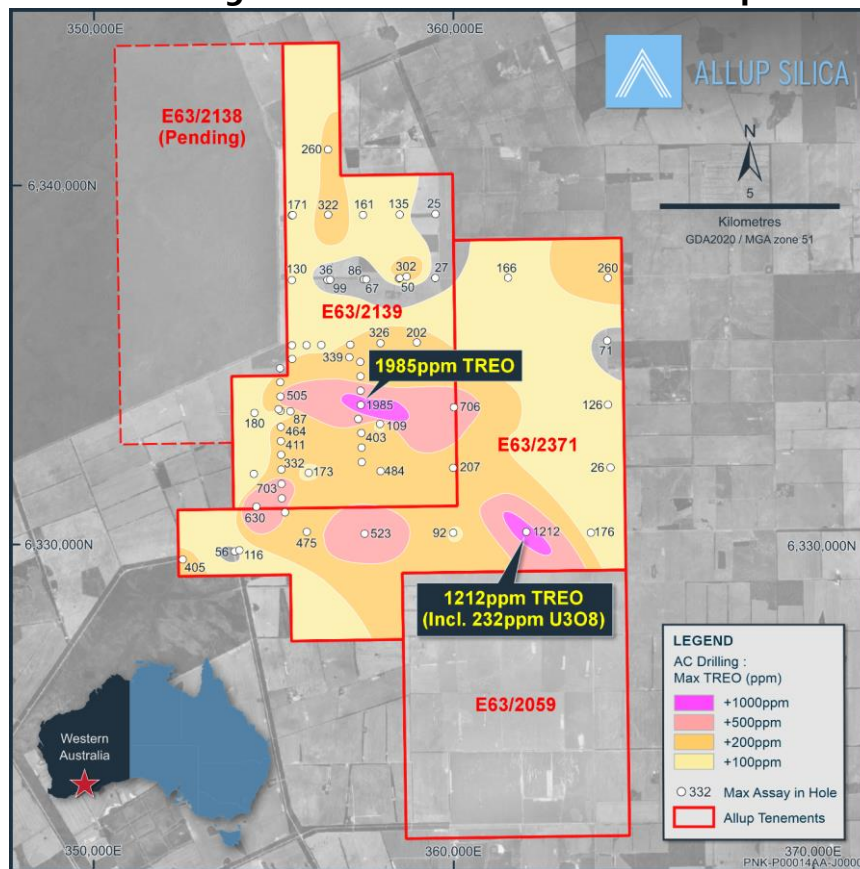 350,000E
360,000E
ALLUP SILICA
E63/2138
(Pending)
N
5
Kilometres
GDA2020 / MGA zone 51
6,340,000N
260
171
322
161
135
25
130
36
99
86
67
302
50
27
166
260
E63/2139
326
202
339
71
1985ppm TREO
505
1985
706
126
180
87
109
464
403
E63/2371
411
332
173
484
207
26
703
630
475
523
92
1212
176
6,330,000N
56
116
405
1212ppm TREO
(Incl. 232ppm U3O8)
E63/2059
LEGEND
AC Drilling :
Max TREO (ppm)
+1000ppm
+500ppm
+200ppm
+100ppm
332 Max Assay in Hole
Allup Tenements
Western
Australia
350,000E
360,000E
370,000E
6,330,000N